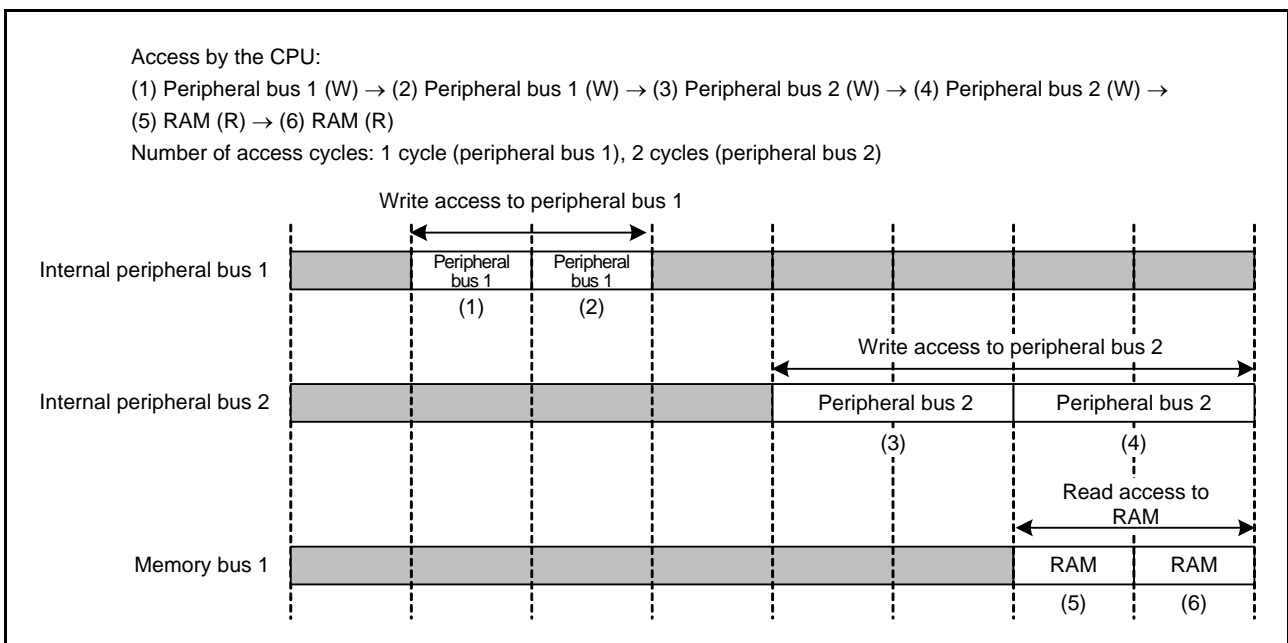 Access by the CPU:
(1) Peripheral bus 1 (W) → (2) Peripheral bus 1 (W) → (3) Peripheral bus 2 (W) → (4) Peripheral bus 2 (W) →
(5) RAM (R) → (6) RAM (R)
Number of access cycles: 1 cycle (peripheral bus 1), 2 cycles (peripheral bus 2)
Write access to peripheral bus 1
Internal peripheral bus 1
Peripheral
bus 1
Peripheral
bus 1
(1)
(2)
Write access to peripheral bus 2
Internal peripheral bus 2
Peripheral bus 2
Peripheral bus 2
(3)
(4)
Read access to
RAM
Memory bus 1
RAM
RAM
(5)
(6)